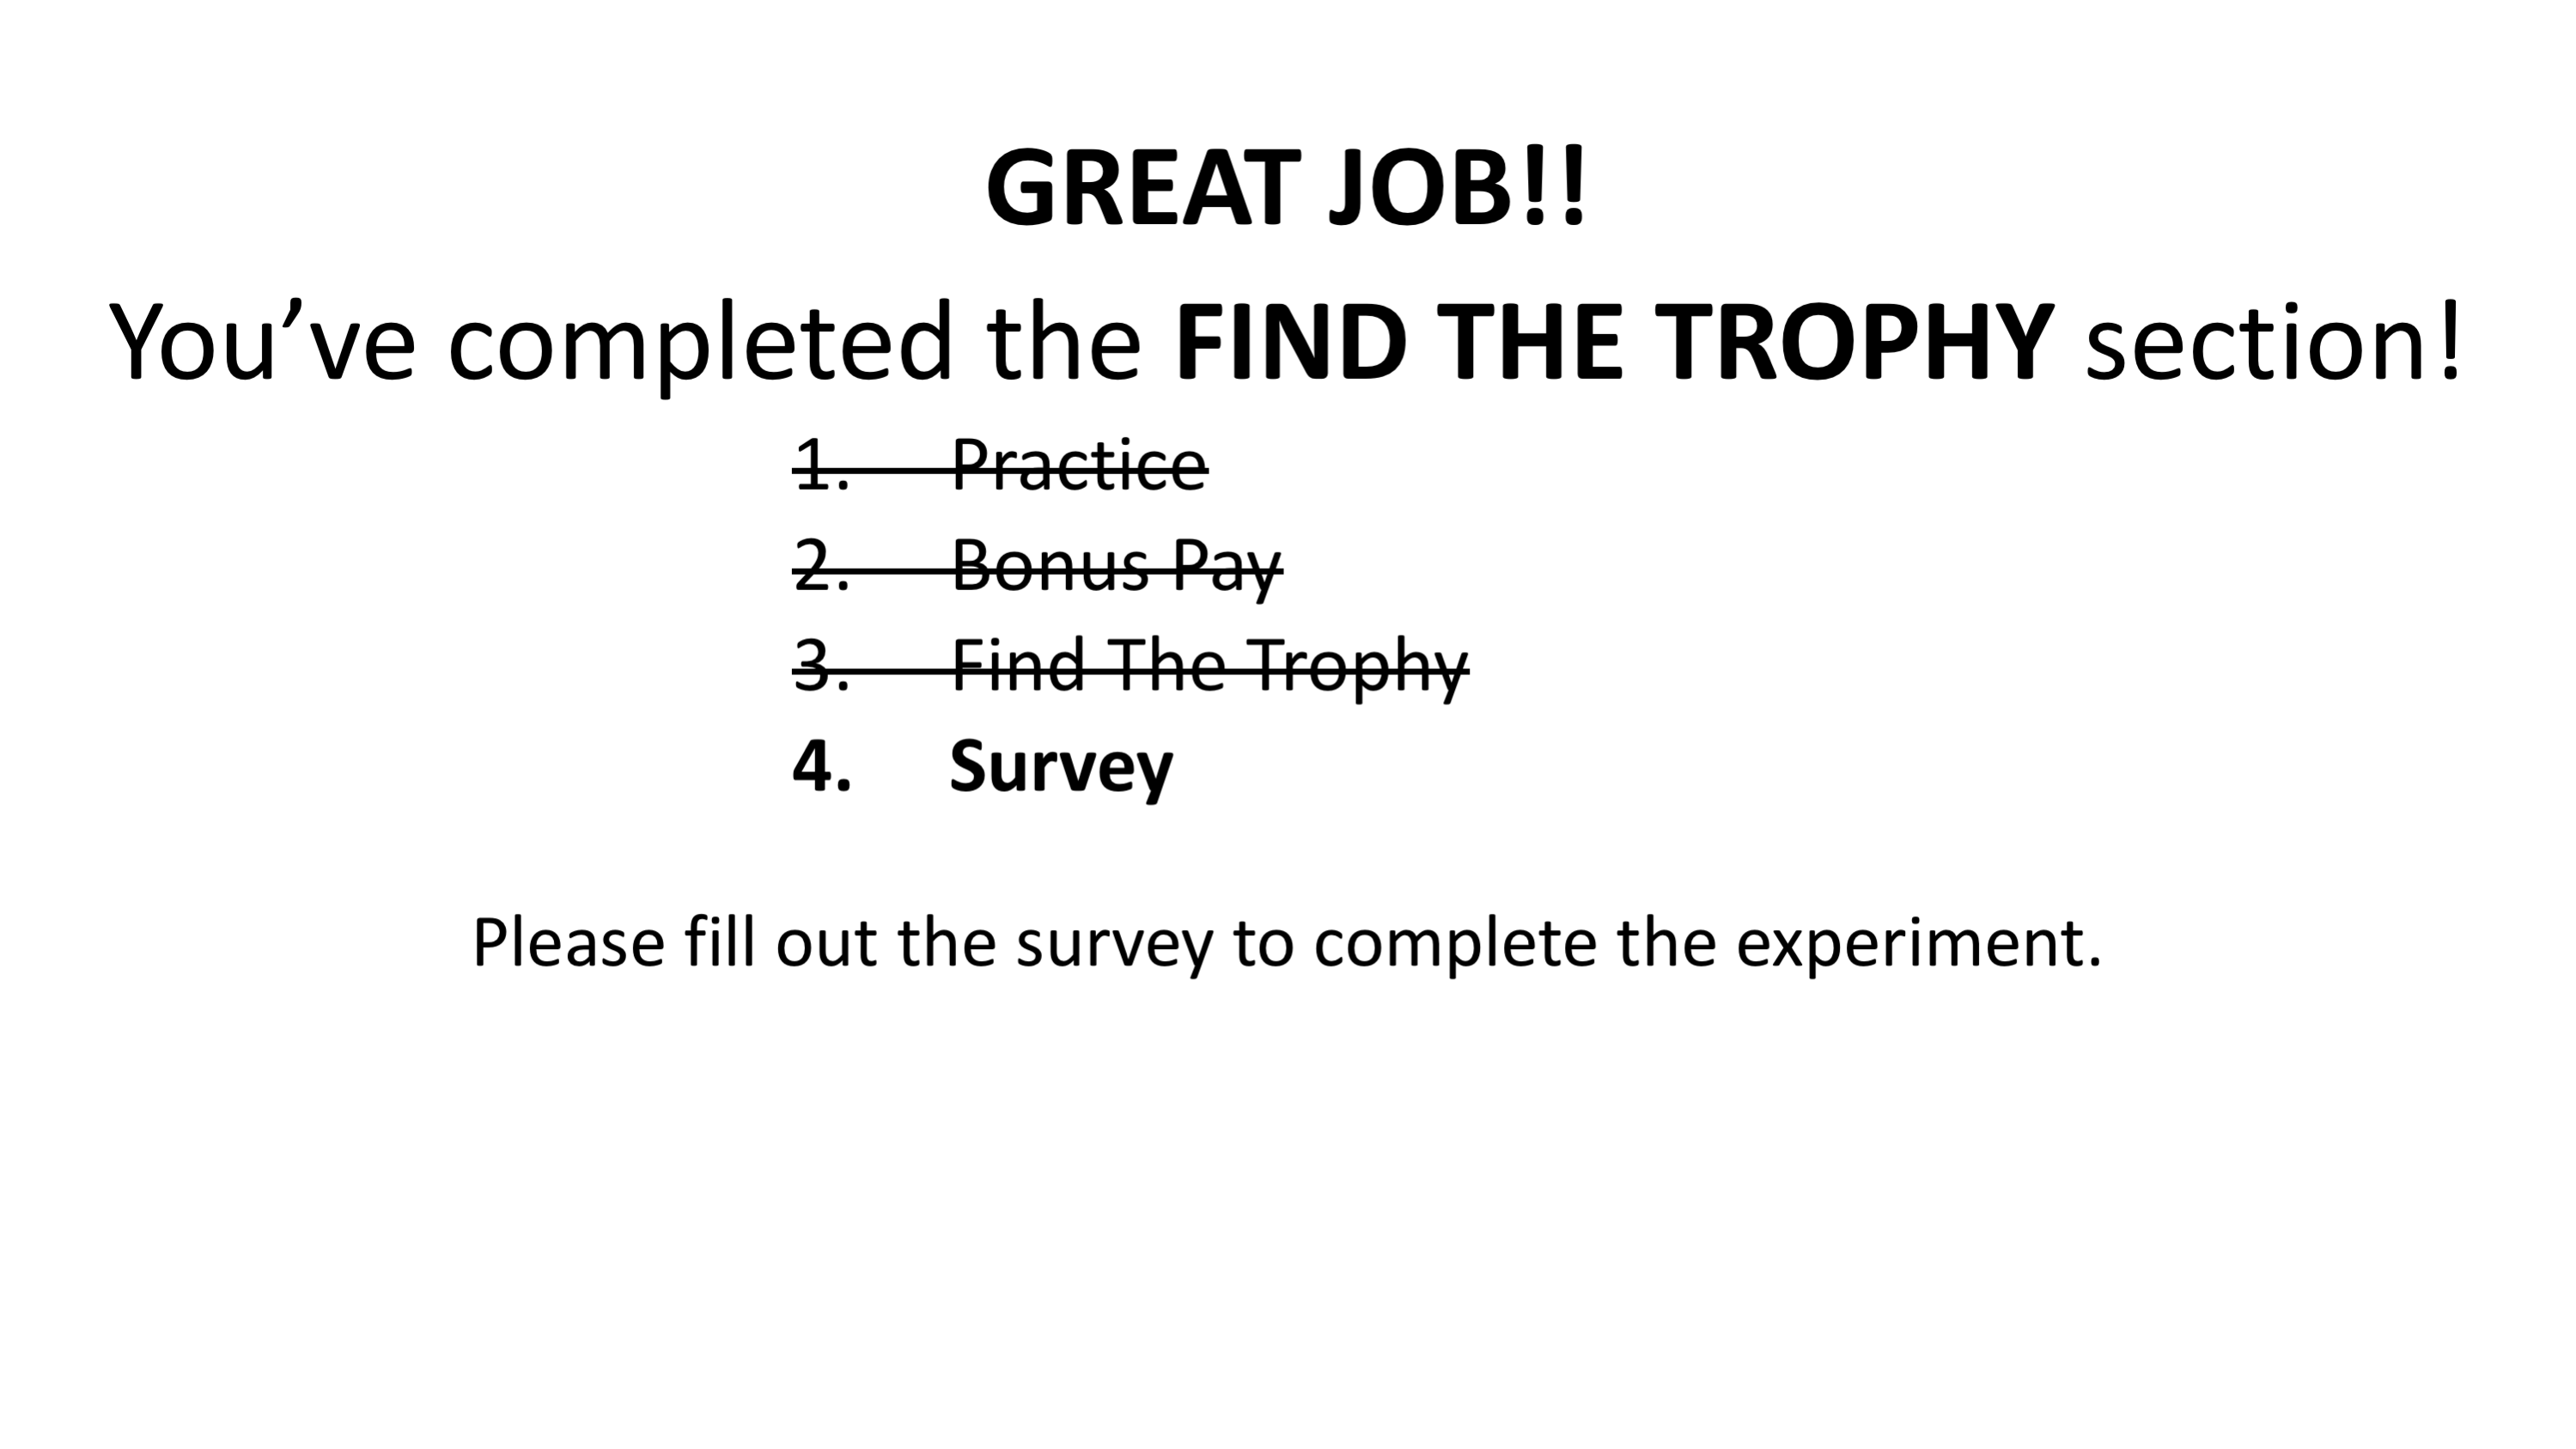 GREAT JOB!!
You’ve completed the FIND THE TROPHY section!
1. Practice
2. Bonus Pay
3. Find The Trophy
4. Survey
Please fill out the survey to complete the experiment.